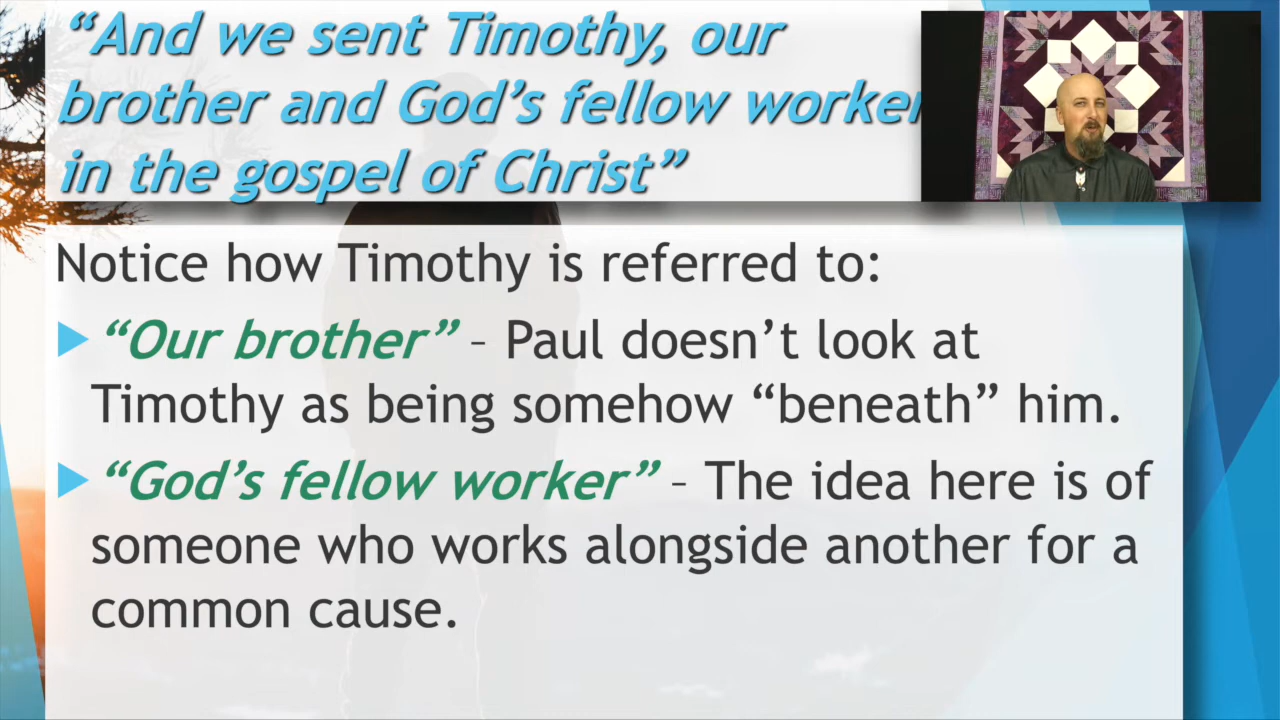 “And we sent Timothy, our
brother and God’s fellow worker
in the gospel of Christ”
Notice how Timothy is referred to:
“Our brother” – Paul doesn’t look at
Timothy as being somehow “beneath” him.
“God’s fellow worker” – The idea here is of
someone who works alongside another for a
common cause.